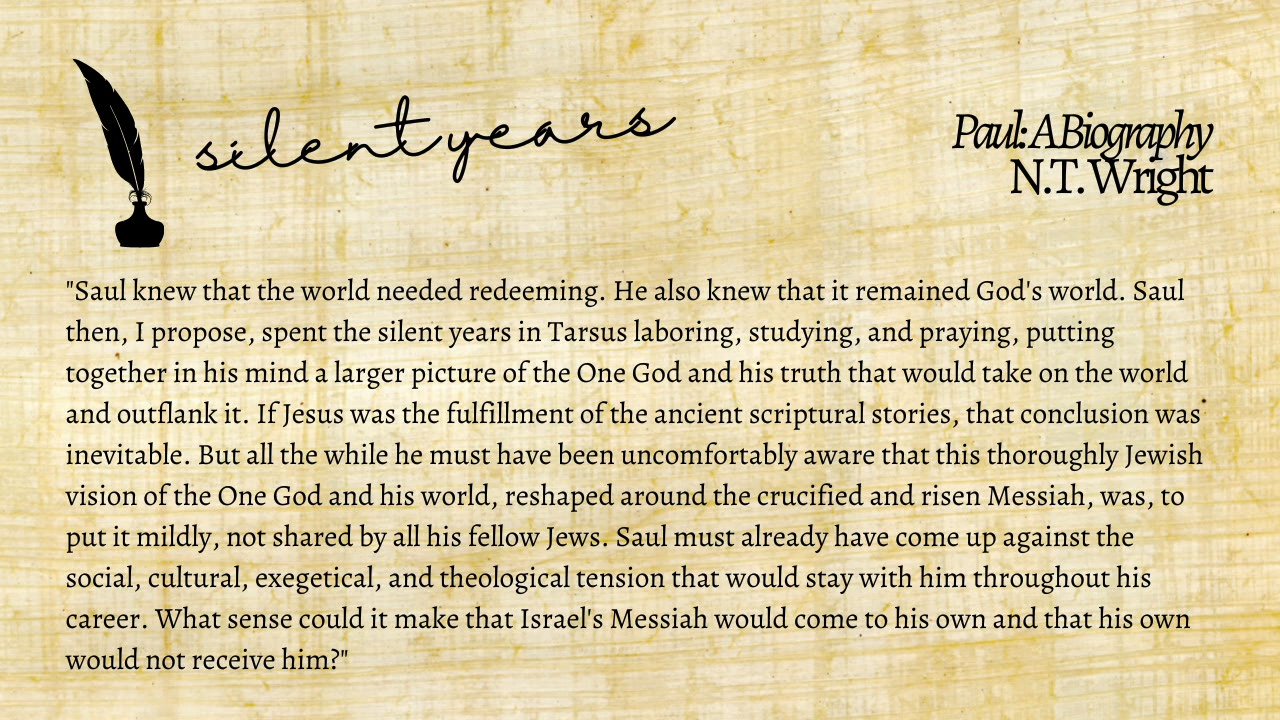 silent years
Paul: A Biography
N.T. Wright
"Saul knew that the world needed redeeming. He also knew that it remained God's world. Saul
then, I propose, spent the silent years in Tarsus laboring, studying, and praying, putting
together in his mind a larger picture of the One God and his truth that would take on the world
and outflank it. If Jesus was the fulfillment of the ancient scriptural stories, that conclusion was
inevitable. But all the while he must have been uncomfortably aware that this thoroughly Jewish
vision of the One God and his world, reshaped around the crucified and risen Messiah, was, to
put it mildly, not shared by all his fellow Jews. Saul must already have come up against the
social, cultural, exegetical, and theological tension that would stay with him throughout his
career. What sense could it make that Israel's Messiah would come to his own and that his own
would not receive him?"